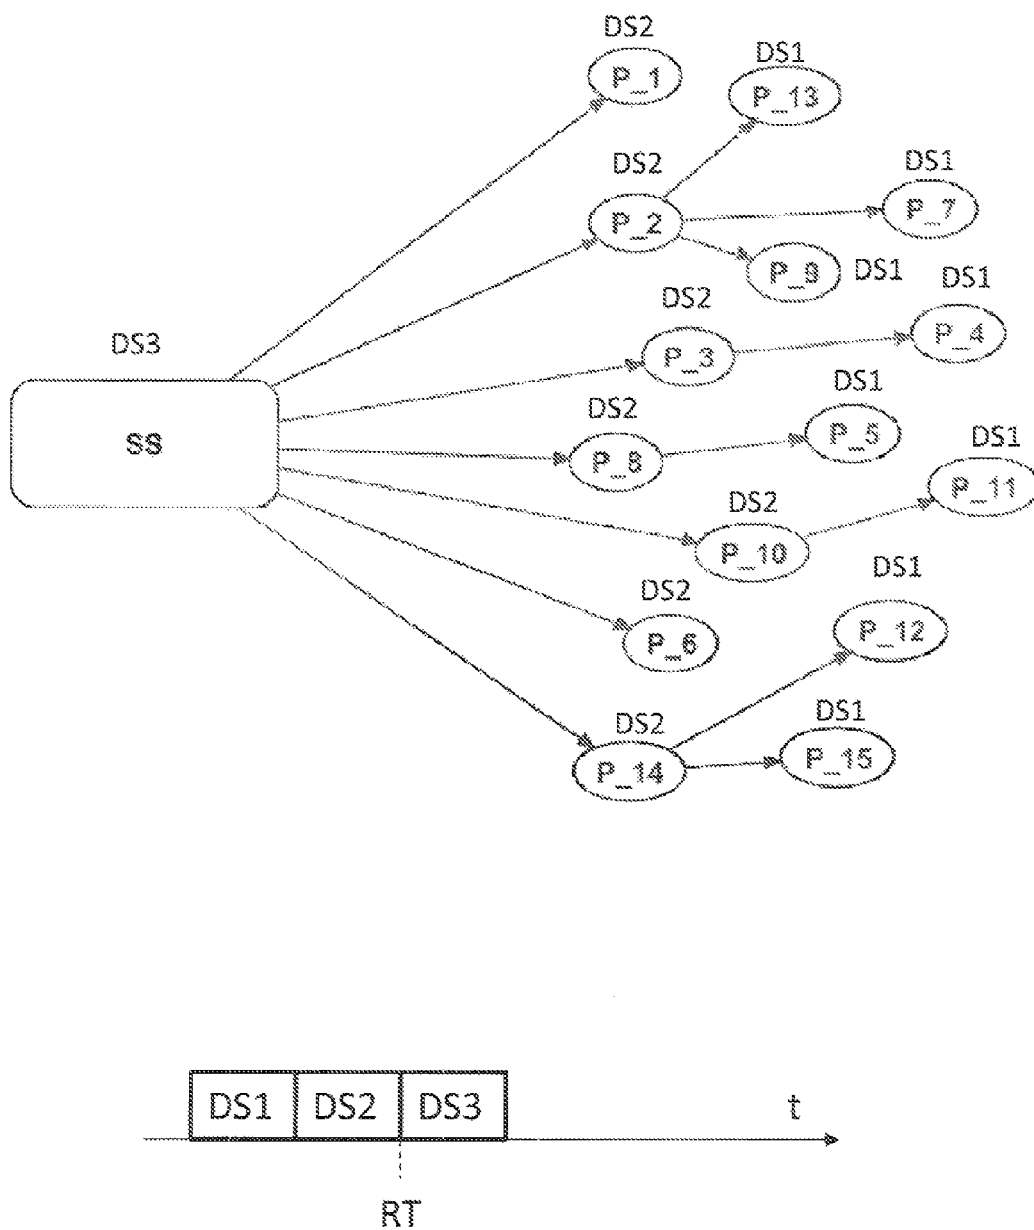 DS2
P_1
DS1
P_13
DS2
P_2
DS1
P_7
P_9
DS1
DS3
SS
DS2
P_3
DS1
P_4
DS2
P_8
DS1
P_5
DS1
P_11
DS2
P_10
DS1
P_12
DS2
P_6
DS2
P_14
DS1
P_15
DS1 DS2 DS3
t
RT